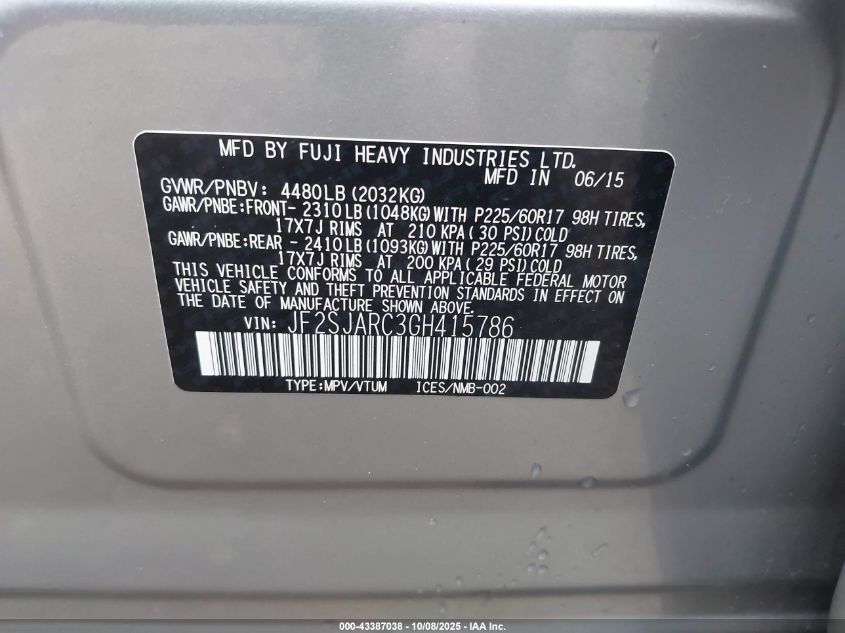 MFD BY FUJI HEAVY INDUSTRIES LTD.
MFD IN 06/15
GVWR/PNBV: 4480LB (2032KG)
GAWR/PNBE:FRONT- 2310LB (1048KG) WITH P225/60R17 98H TIRES,
17X7J RIMS AT 210 KPA (30 PSI) COLD
GAWR/PNBE:REAR - 2410LB (1093KG) WITH P225/60R17 98H TIRES,
17X7J RIMS AT 200 KPA (29 PSI) COLD
THIS VEHICLE CONFORMS TO ALL APPLICABLE FEDERAL MOTOR
VEHICLE SAFETY AND THEFT PREVENTION STANDARDS IN EFFECT ON
THE DATE OF MANUFACTURE SHOWN ABOVE.
VIN: JF2SJARC3GH415786
TYPE:MPV/VTUM ICES/NMB-002
000-43387038 - 10/08/2025 - IAA Inc.